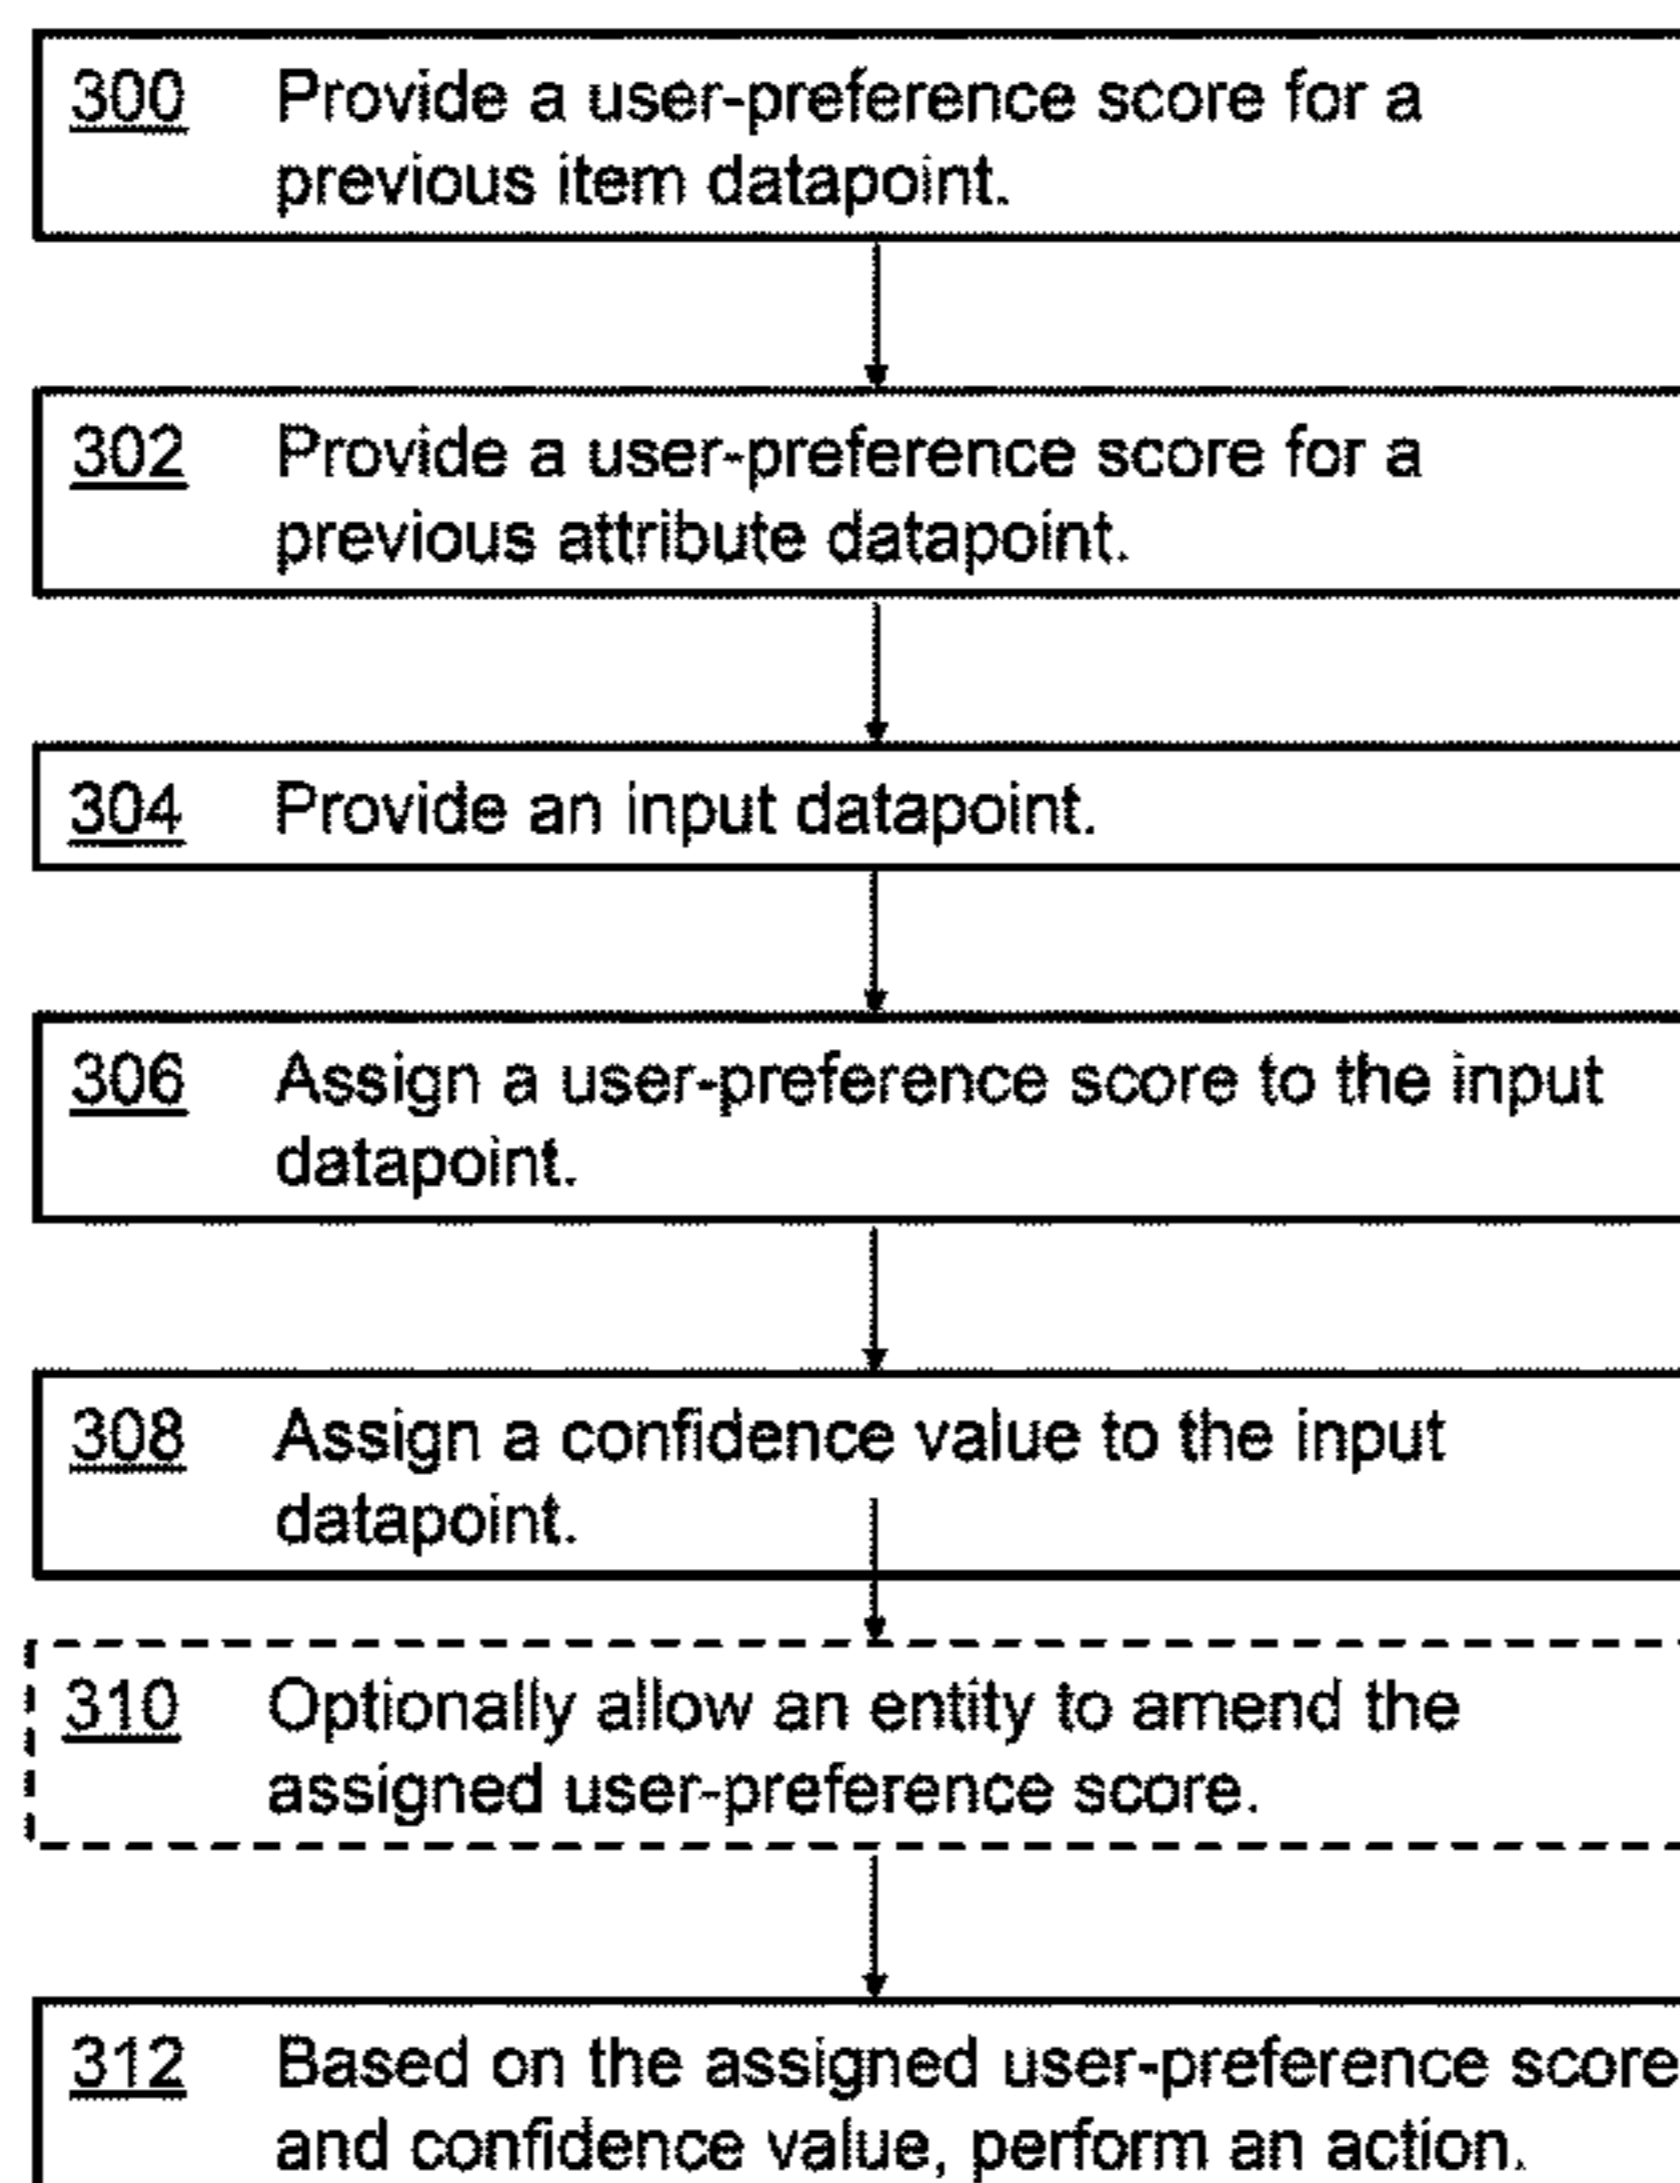 300 Provide a user-preference score for a
previous item datapoint.
302 Provide a user-preference score for a
previous attribute datapoint.
304 Provide an input datapoint.
306 Assign a user-preference score to the input
datapoint.
308 Assign a confidence value to the input
datapoint.
310 Optionally allow an entity to amend the
assigned user-preference score.
312 Based on the assigned user-preference score
and confidence value, perform an action.